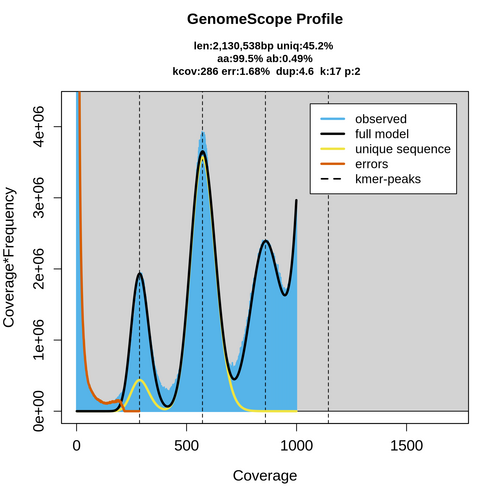 GenomeScope Profile
len:2,130,538bp uniq:45.2%
aa:99.5% ab:0.49%
kcov:286 err:1.68% dup:4.6 k:17 p:2
observed
full model
unique sequence
errors
kmer-peaks
Coverage*Frequency
4e+06
3e+06
2e+06
1e+06
0e+00
0 500 1000 1500
Coverage